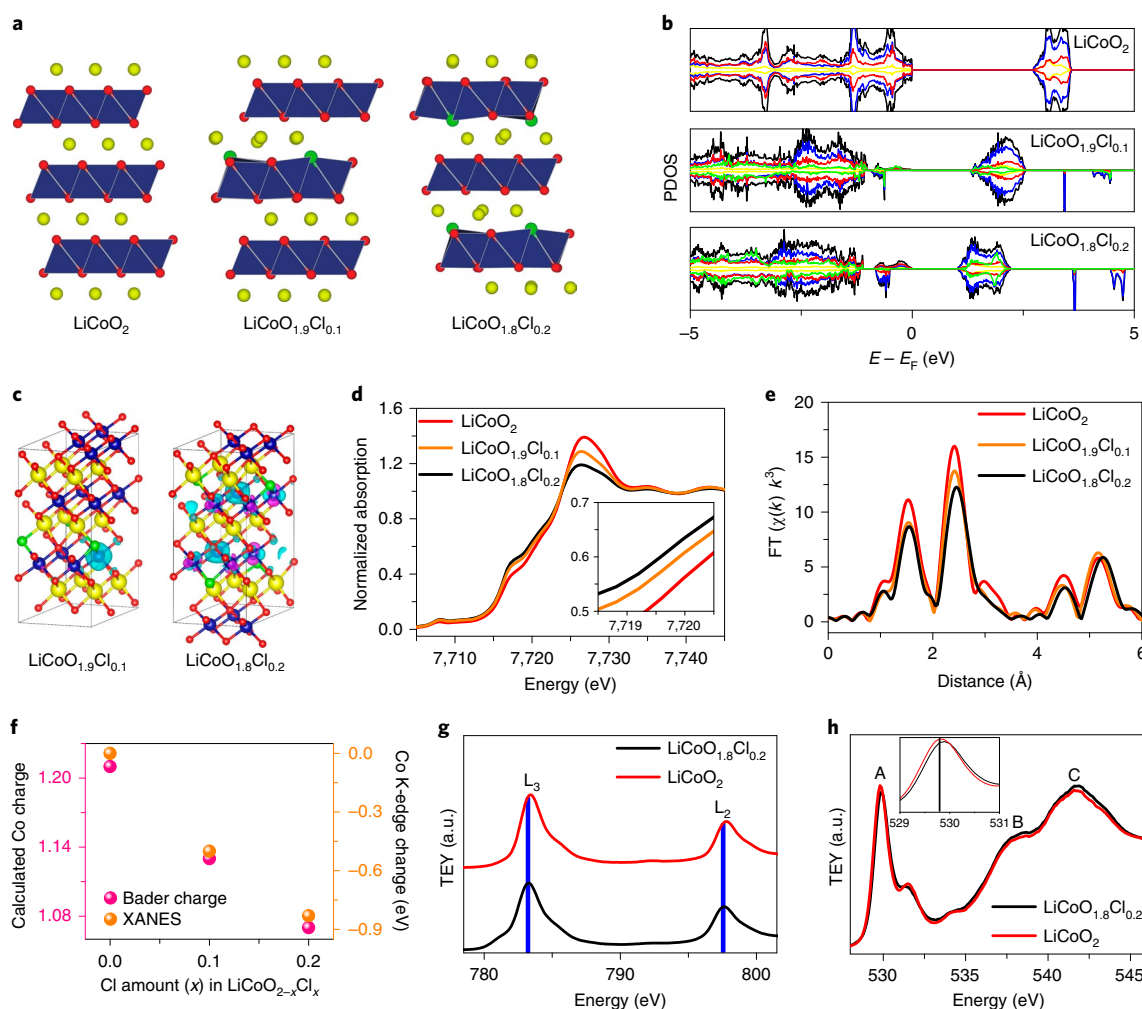 a
LiCoO₂
LiCoO₁.₉Cl₀.₁
LiCoO₁.₈Cl₀.₂
b
PDOS
LiCoO₂
LiCoO₁.₉Cl₀.₁
LiCoO₁.₈Cl₀.₂
−5
0
5
E − E_F (eV)
c
LiCoO₁.₉Cl₀.₁
LiCoO₁.₈Cl₀.₂
d
Normalized absorption
1.6
1.2
0.8
0.4
0.0
LiCoO₂
LiCoO₁.₉Cl₀.₁
LiCoO₁.₈Cl₀.₂
0.7
0.6
0.5
7,719
7,720
7,710
7,720
7,730
7,740
Energy (eV)
e
FT (χ(k) k³)
20
15
10
5
0
LiCoO₂
LiCoO₁.₉Cl₀.₁
LiCoO₁.₈Cl₀.₂
0
2
4
6
Distance (Å)
f
Calculated Co charge
1.20
1.14
1.08
Bader charge
XANES
0.0
−0.3
−0.6
−0.9
Co K-edge change (eV)
0.0
0.1
0.2
Cl amount (x) in LiCoO₂₋ₓClₓ
g
TEY (a.u.)
LiCoO₁.₈Cl₀.₂
LiCoO₂
L₃
L₂
780
790
800
Energy (eV)
h
TEY (a.u.)
A
B
C
529
530
531
LiCoO₁.₈Cl₀.₂
LiCoO₂
530
535
540
545
Energy (eV)